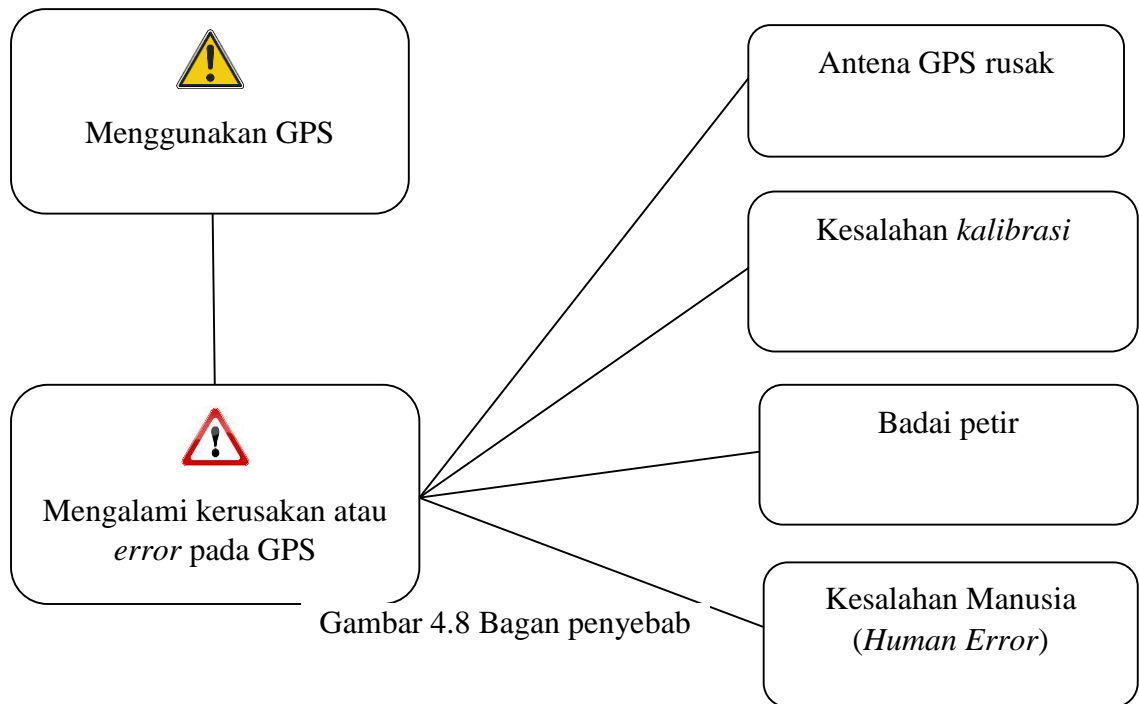 Menggunakan GPS
Mengalami kerusakan atau
error pada GPS
Antena GPS rusak
Kesalahan kalibrasi
Badai petir
Kesalahan Manusia
(Human Error)
Gambar 4.8 Bagan penyebab